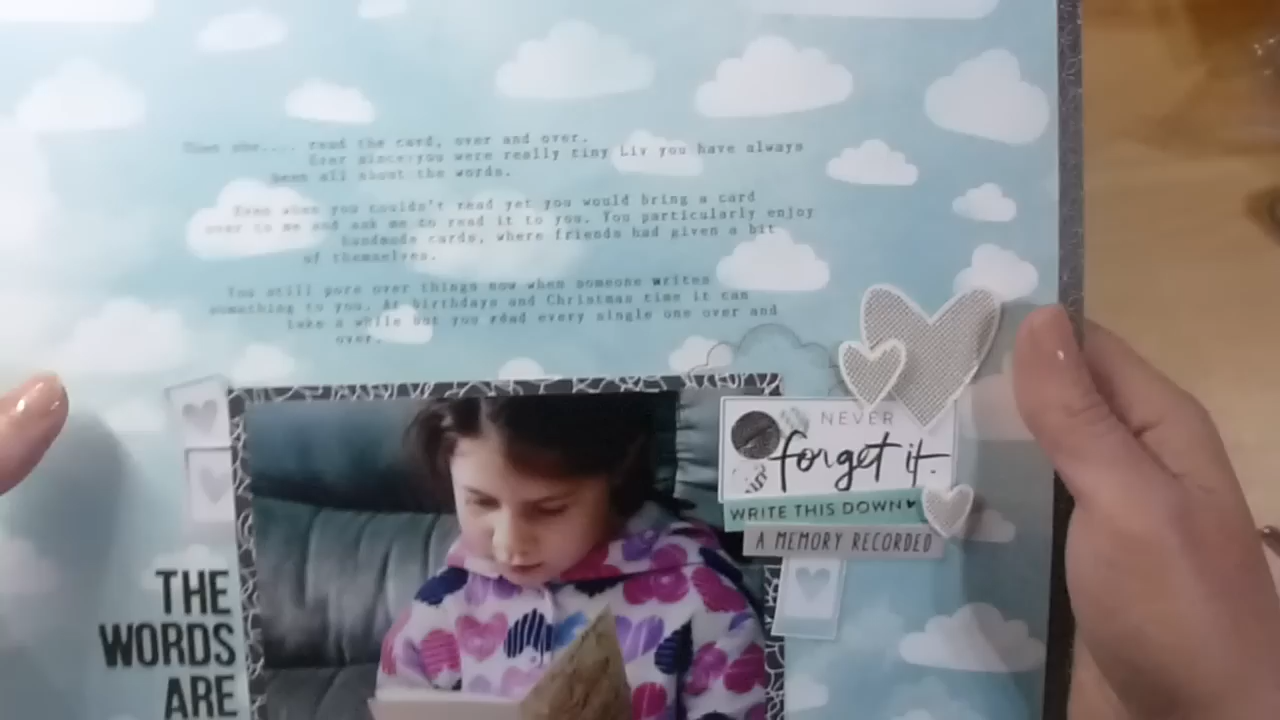 Then she.... read the card, over and over.
Ever since you were really tiny Liv you have always
been all about the words.
Even when you couldn't read yet you would bring a card
over to me and ask me to read it to you. You particularly enjoy
handmade cards, where friends had given a bit
of themselves.
You still pore over things now when someone writes
something to you. At birthdays and Christmas time it can
take a while but you read every single one over and
over.
NEVER
forget it.
WRITE THIS DOWN
A MEMORY RECORDED
THE
WORDS
ARE